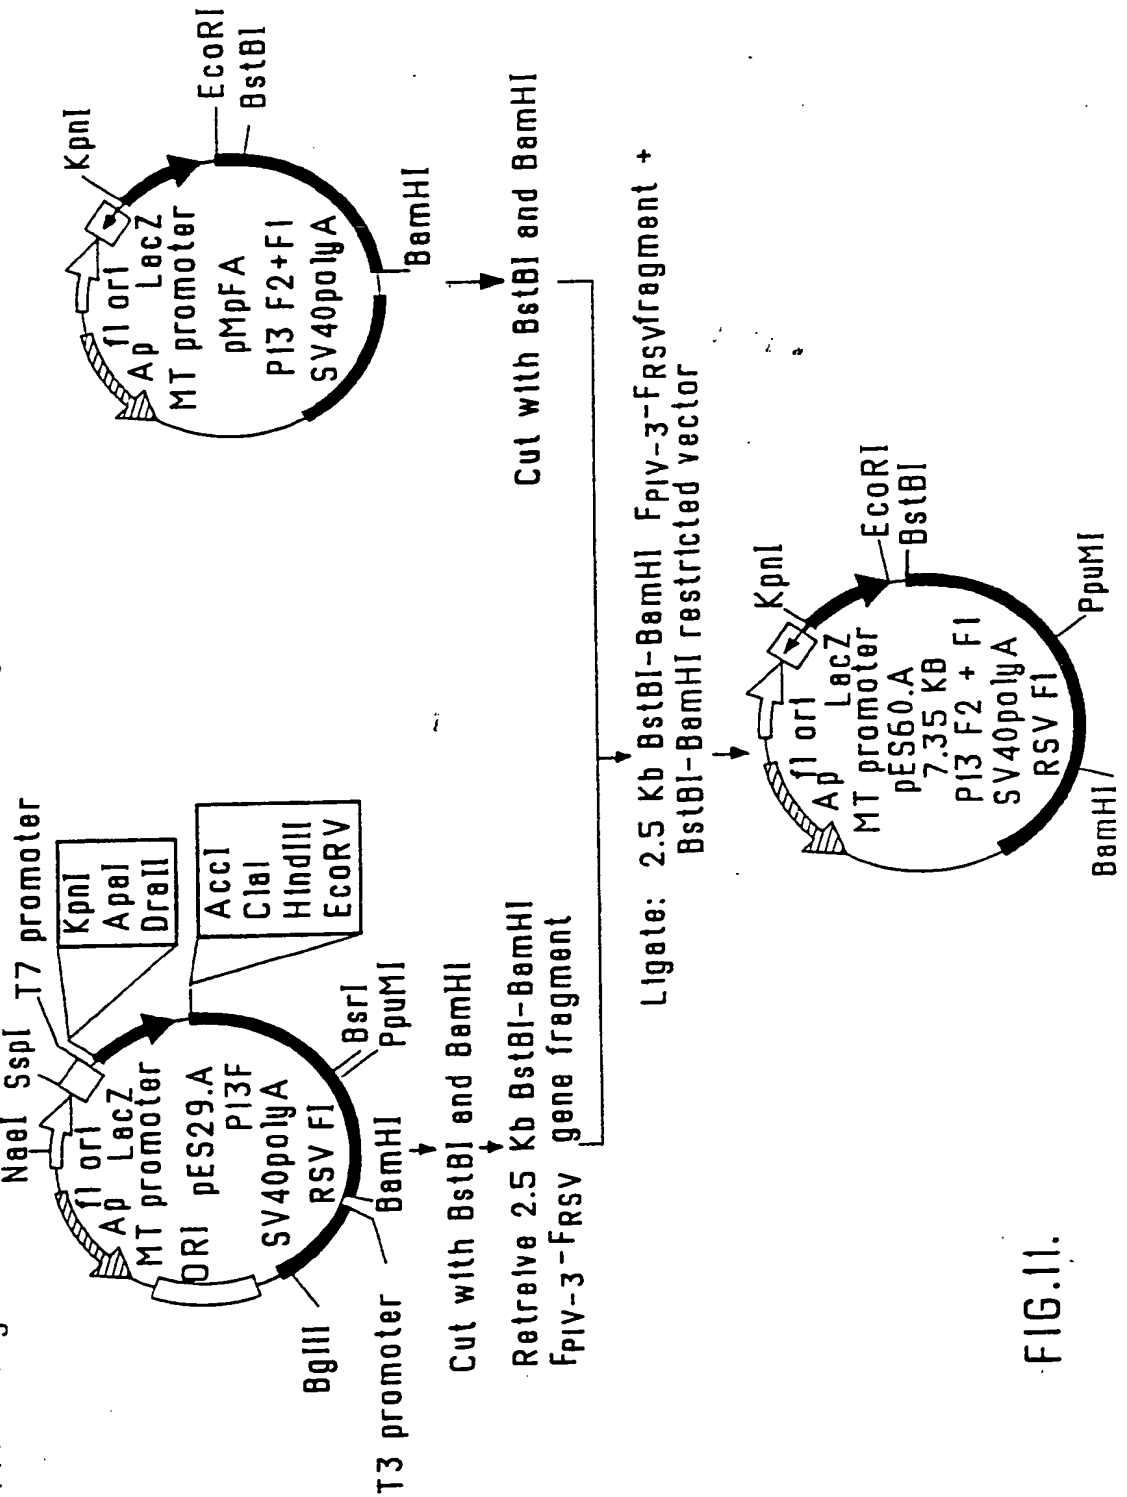 NaeI
SspI
T7 promoter
KpnI
ApaI
DraII
AccI
ClaI
HindIII
EcoRV
f1 ori
Ap LacZ
MT promoter
ORI
pES29.A
PI3F
SV40polyA
RSV F1
BsrI
PpuMI
BamHI
BglII
T3 promoter
Cut with BstBI and BamHI
Retreive 2.5 Kb BstBI-BamHI
FPIV-3-FRSV gene fragment
KpnI
EcoRI
BstBI
f1 ori
Ap LacZ
MT promoter
pMpFA
PI3 F2+F1
SV40polyA
BamHI
Cut with BstBI and BamHI
Ligate: 2.5 Kb BstBI-BamHI FPIV-3-FRSVfragment +
BstBI-BamHI restricted vector
KpnI
EcoRI
BstBI
f1 ori
Ap LacZ
MT promoter
pES60.A
7.35 KB
PI3 F2 + F1
SV40polyA
RSV F1
PpuMI
BamHI
FIG.11.